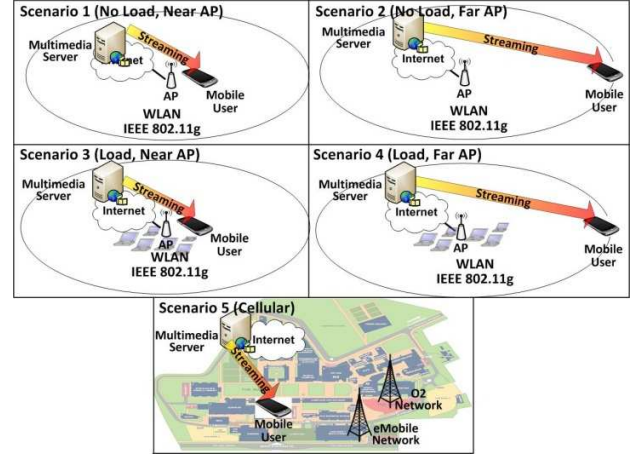 Scenario 1 (No Load, Near AP)
Multimedia
Server
Streaming
Internet
AP
Mobile
User
WLAN
IEEE 802.11g
Scenario 2 (No Load, Far AP)
Multimedia
Server
Streaming
Internet
AP
Mobile
User
WLAN
IEEE 802.11g
Scenario 3 (Load, Near AP)
Multimedia
Server
Streaming
Internet
AP
Mobile
User
WLAN
IEEE 802.11g
Scenario 4 (Load, Far AP)
Multimedia
Server
Streaming
Internet
AP
Mobile
User
WLAN
IEEE 802.11g
Scenario 5 (Cellular)
Multimedia
Server
Internet
Streaming
Mobile
User
O2
Network
eMobile
Network